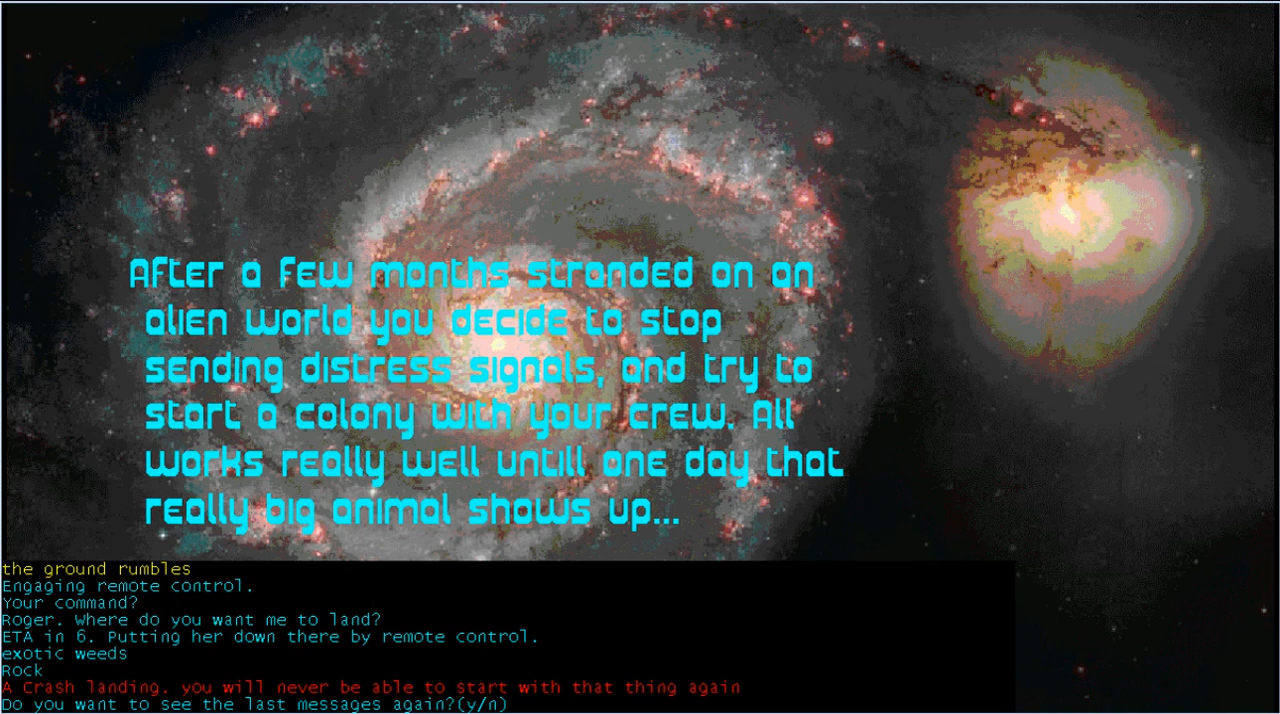 After a few months stranded on an
alien world you decide to stop
sending distress signals, and try to
start a colony with your crew. All
works really well untill one day that
really big animal shows up...
the ground rumbles
Engaging remote control.
Your command?
Roger. Where do you want me to land?
ETA in 6. Putting her down there by remote control.
exotic weeds
Rock
A Crash landing. you will never be able to start with that thing again
Do you want to see the last messages again?(y/n)